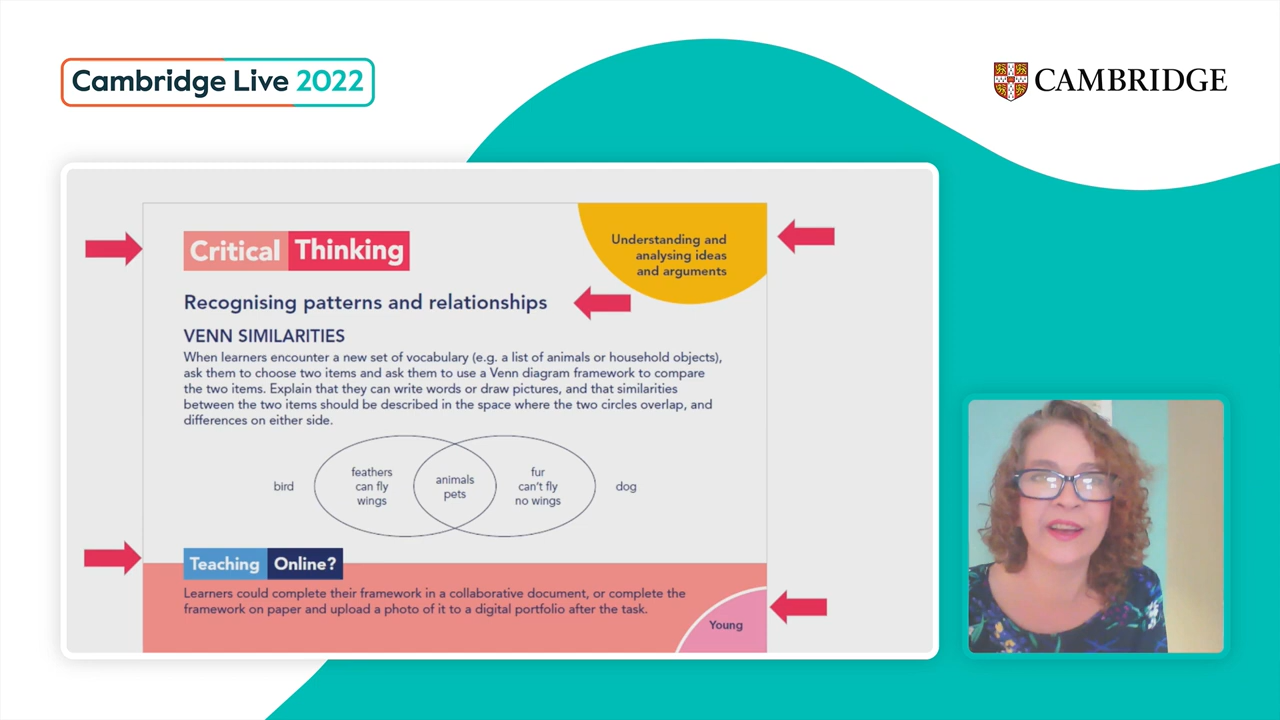 Cambridge Live 2022
CAMBRIDGE
Critical Thinking
Understanding and
analysing ideas
and arguments
Recognising patterns and relationships
VENN SIMILARITIES
When learners encounter a new set of vocabulary (e.g. a list of animals or household objects),
ask them to choose two items and ask them to use a Venn diagram framework to compare
the two items. Explain that they can write words or draw pictures, and that similarities
between the two items should be described in the space where the two circles overlap, and
differences on either side.
bird
feathers
can fly
wings
animals
pets
fur
can't fly
no wings
dog
Teaching Online?
Learners could complete their framework in a collaborative document, or complete the
framework on paper and upload a photo of it to a digital portfolio after the task.
Young